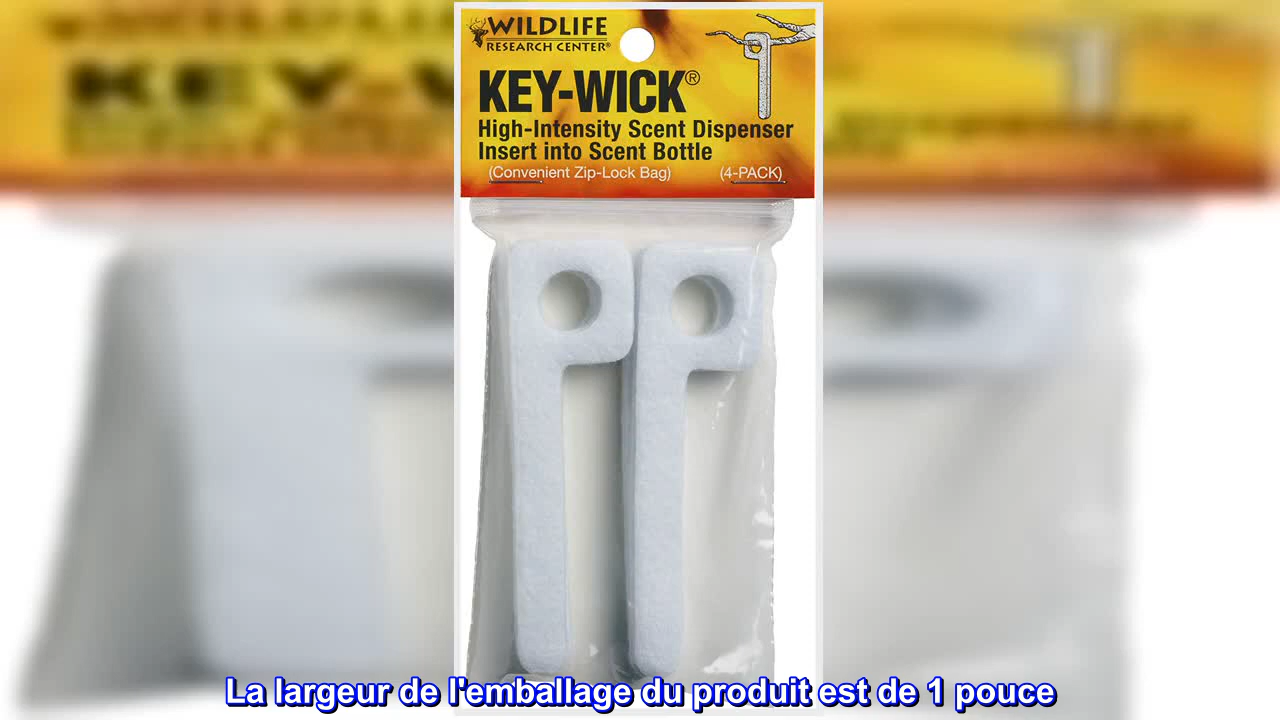 WILDLIFE
RESEARCH CENTER®
KEY-WICK®
High-Intensity Scent Dispenser
Insert into Scent Bottle
(Convenient Zip-Lock Bag) (4-PACK)
La largeur de l'emballage du produit est de 1 pouce